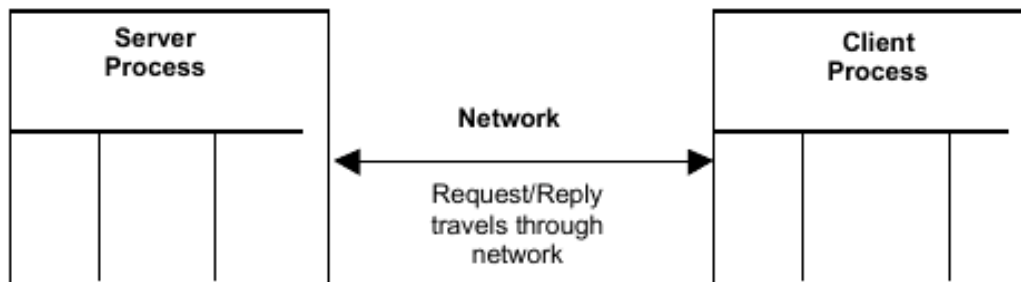 Server
Process
Client
Process
Network
Request/Reply
travels through
network